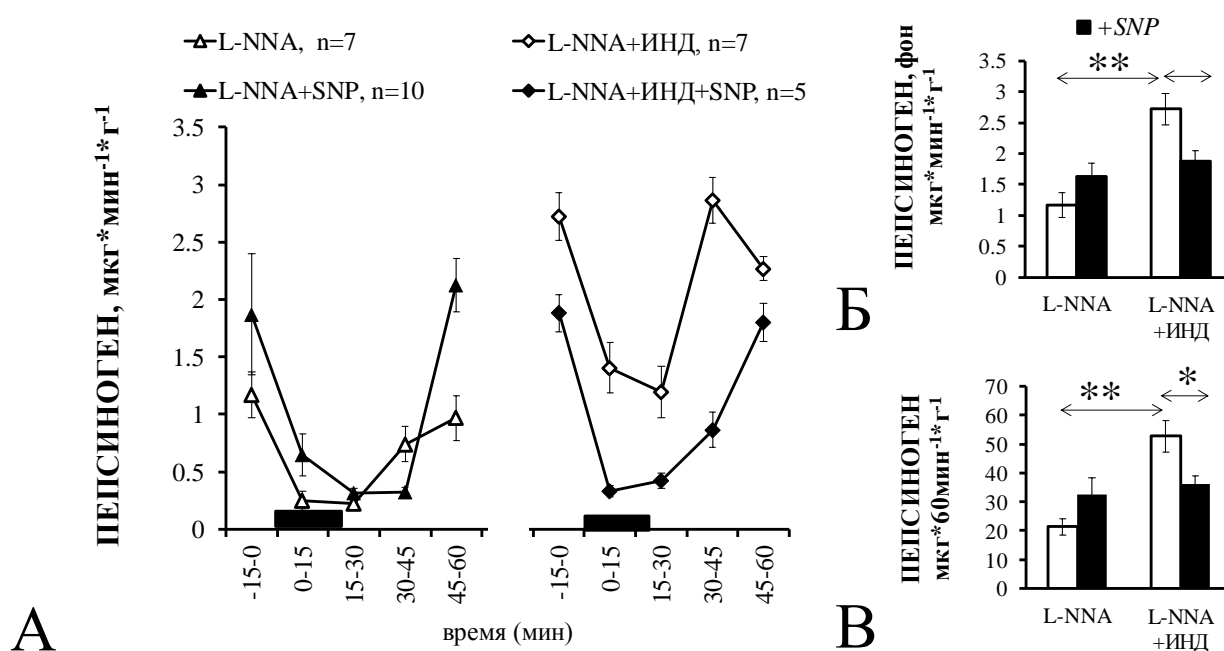 L-NNA, n=7
L-NNA+ИНД, n=7
L-NNA+SNP, n=10
L-NNA+ИНД+SNP, n=5
ПЕПСИНОГЕН, мкг*мин-1*г-1
3.5
3
2.5
2
1.5
1
0.5
0
-15-0
0-15
15-30
30-45
45-60
-15-0
0-15
15-30
30-45
45-60
время (мин)
А
+SNP
ПЕПСИНОГЕН, фон
мкг*мин-1*г-1
3.5
3
2.5
2
1.5
1
0.5
0
**
L-NNA
L-NNA
+ИНД
Б
ПЕПСИНОГЕН
мкг*60мин-1*г-1
70
60
50
40
30
20
10
0
**
*
L-NNA
L-NNA
+ИНД
В